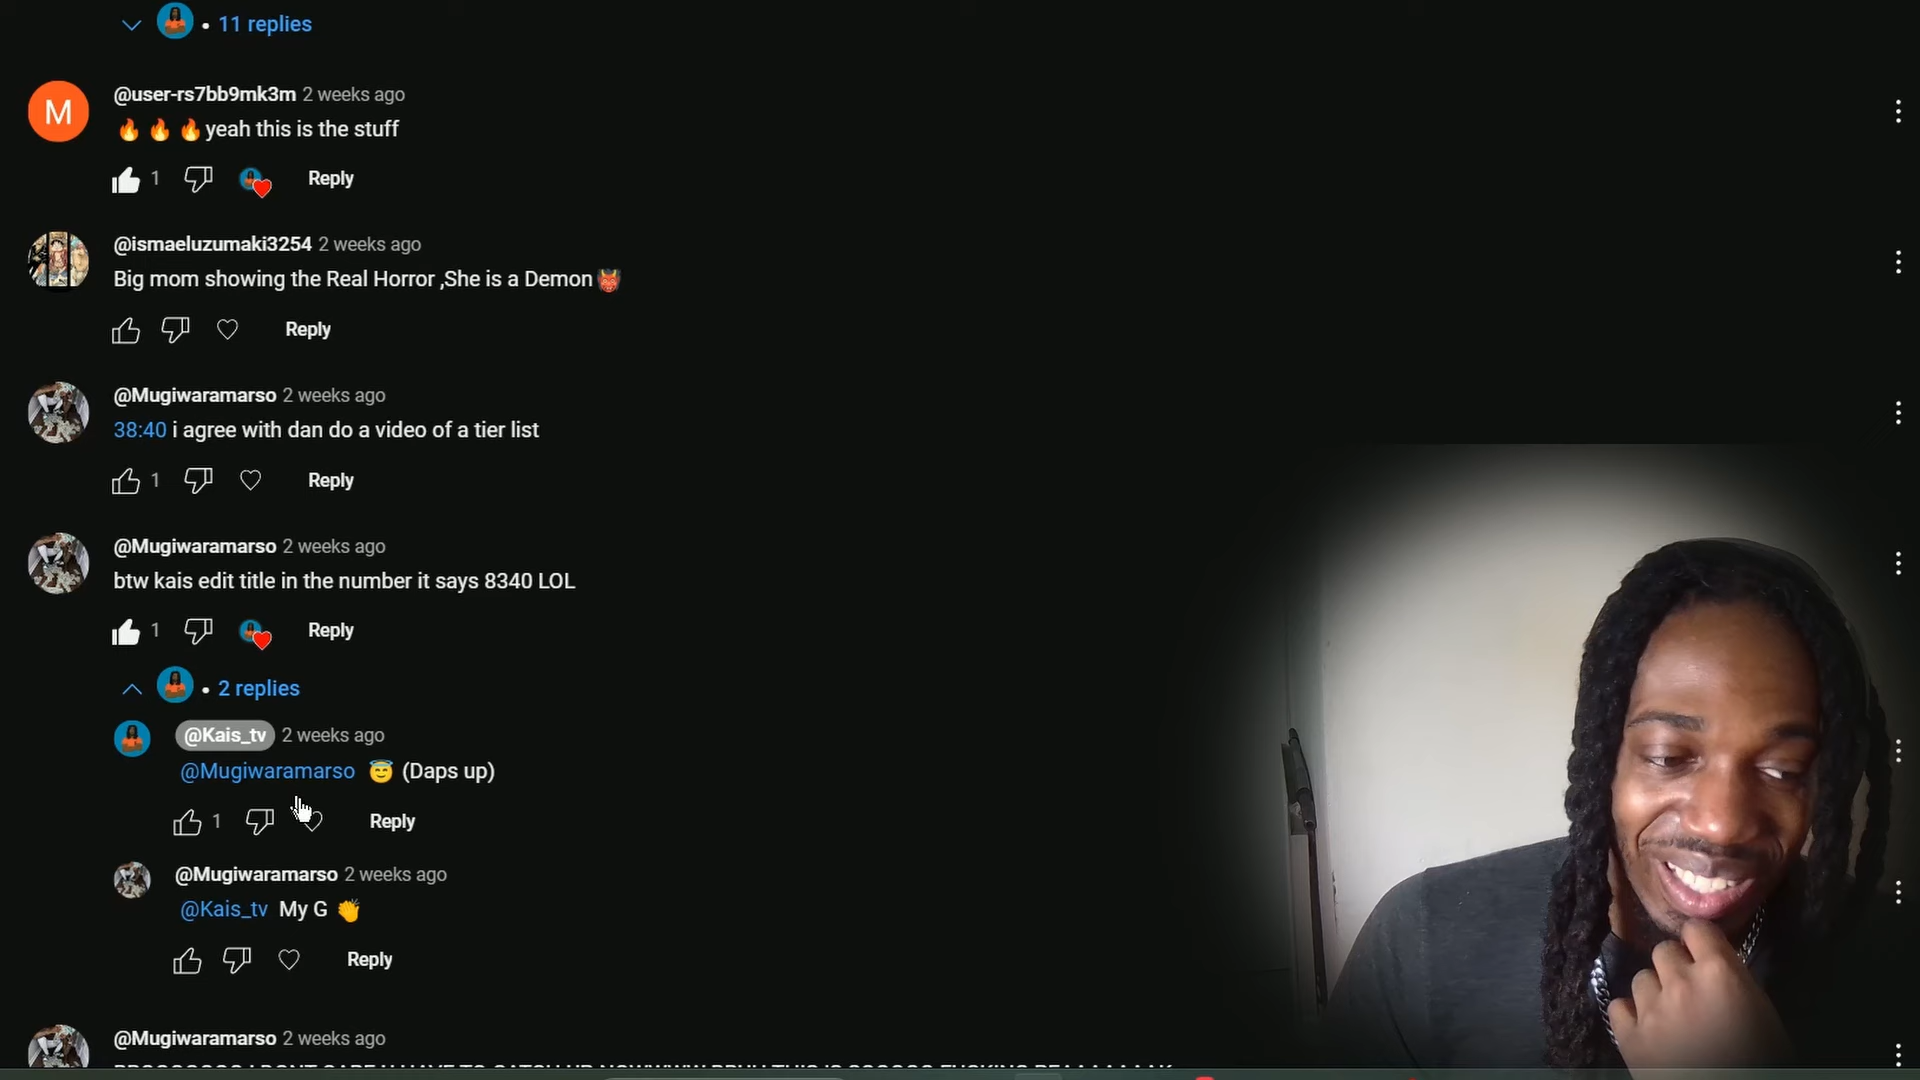 11 replies
M
@user-rs7bb9mk3m 2 weeks ago
🔥 🔥 🔥yeah this is the stuff
1 Reply
@ismaeluzumaki3254 2 weeks ago
Big mom showing the Real Horror ,She is a Demon👹
Reply
@Mugiwaramarso 2 weeks ago
38:40 i agree with dan do a video of a tier list
1 Reply
@Mugiwaramarso 2 weeks ago
btw kais edit title in the number it says 8340 LOL
1 Reply
2 replies
@Kais_tv 2 weeks ago
@Mugiwaramarso 😇 (Daps up)
1 Reply
@Mugiwaramarso 2 weeks ago
@Kais_tv My G 👏
Reply
@Mugiwaramarso 2 weeks ago